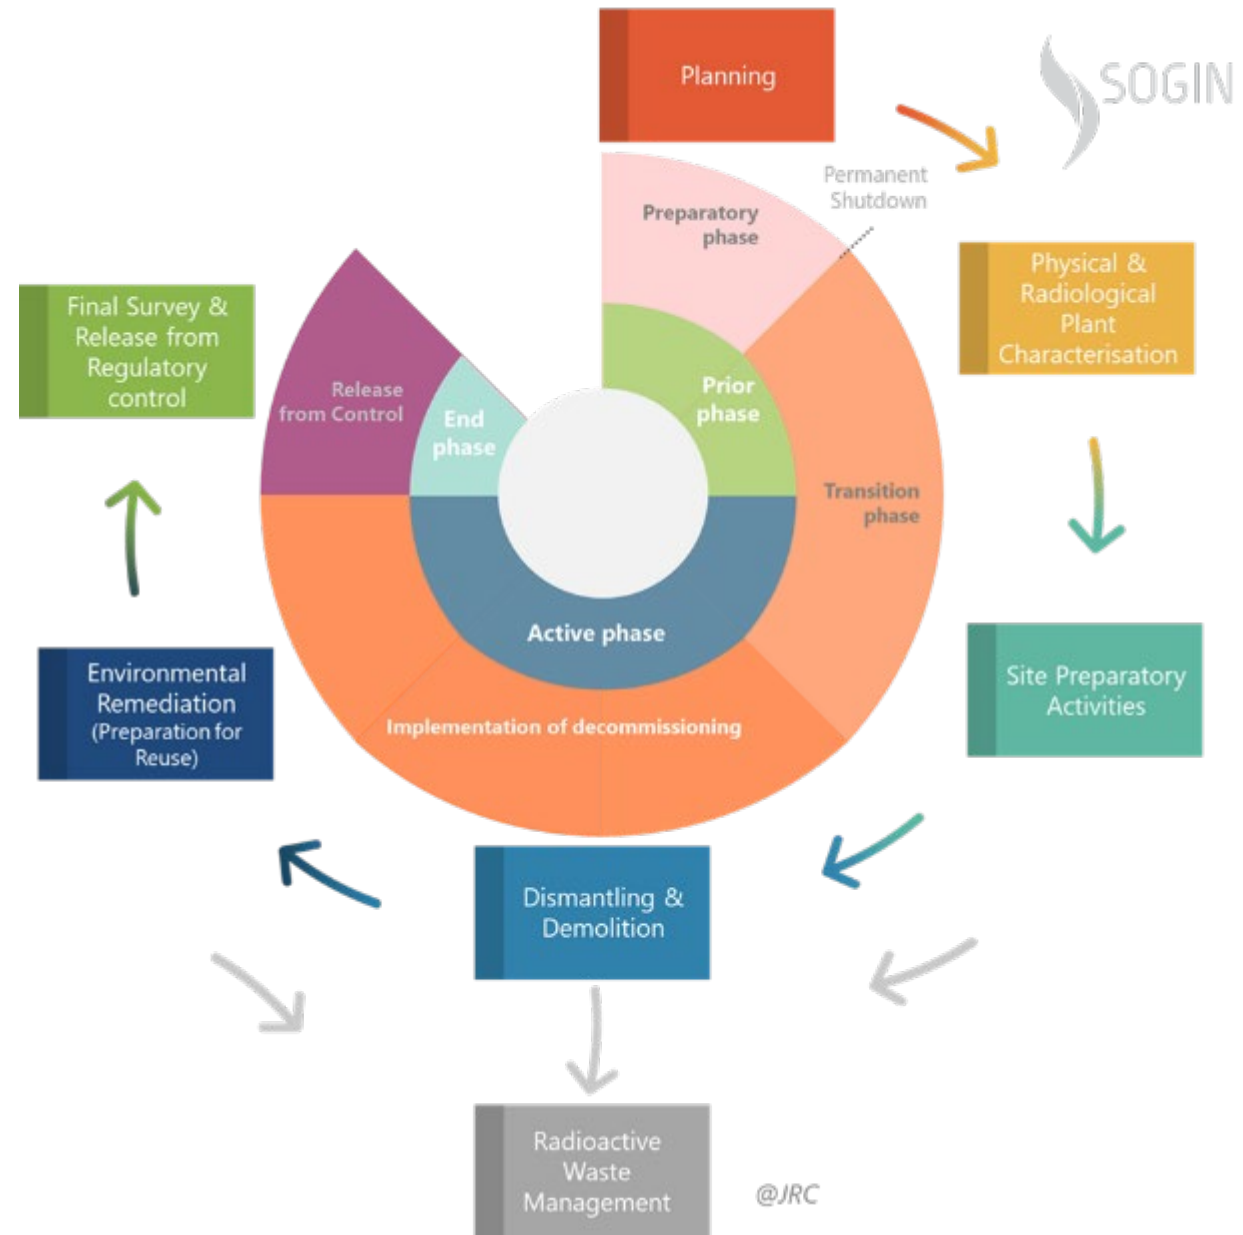 Planning
SOGIN
Permanent
Shutdown
Preparatory
phase
Physical &
Radiological
Plant
Characterisation
Final Survey &
Release from
Regulatory
control
Release
from Control
End
phase
Prior
phase
Transition
phase
Active phase
Environmental
Remediation
(Preparation for
Reuse)
Site Preparatory
Activities
Implementation of decommissioning
Dismantling &
Demolition
Radioactive
Waste
Management
@JRC